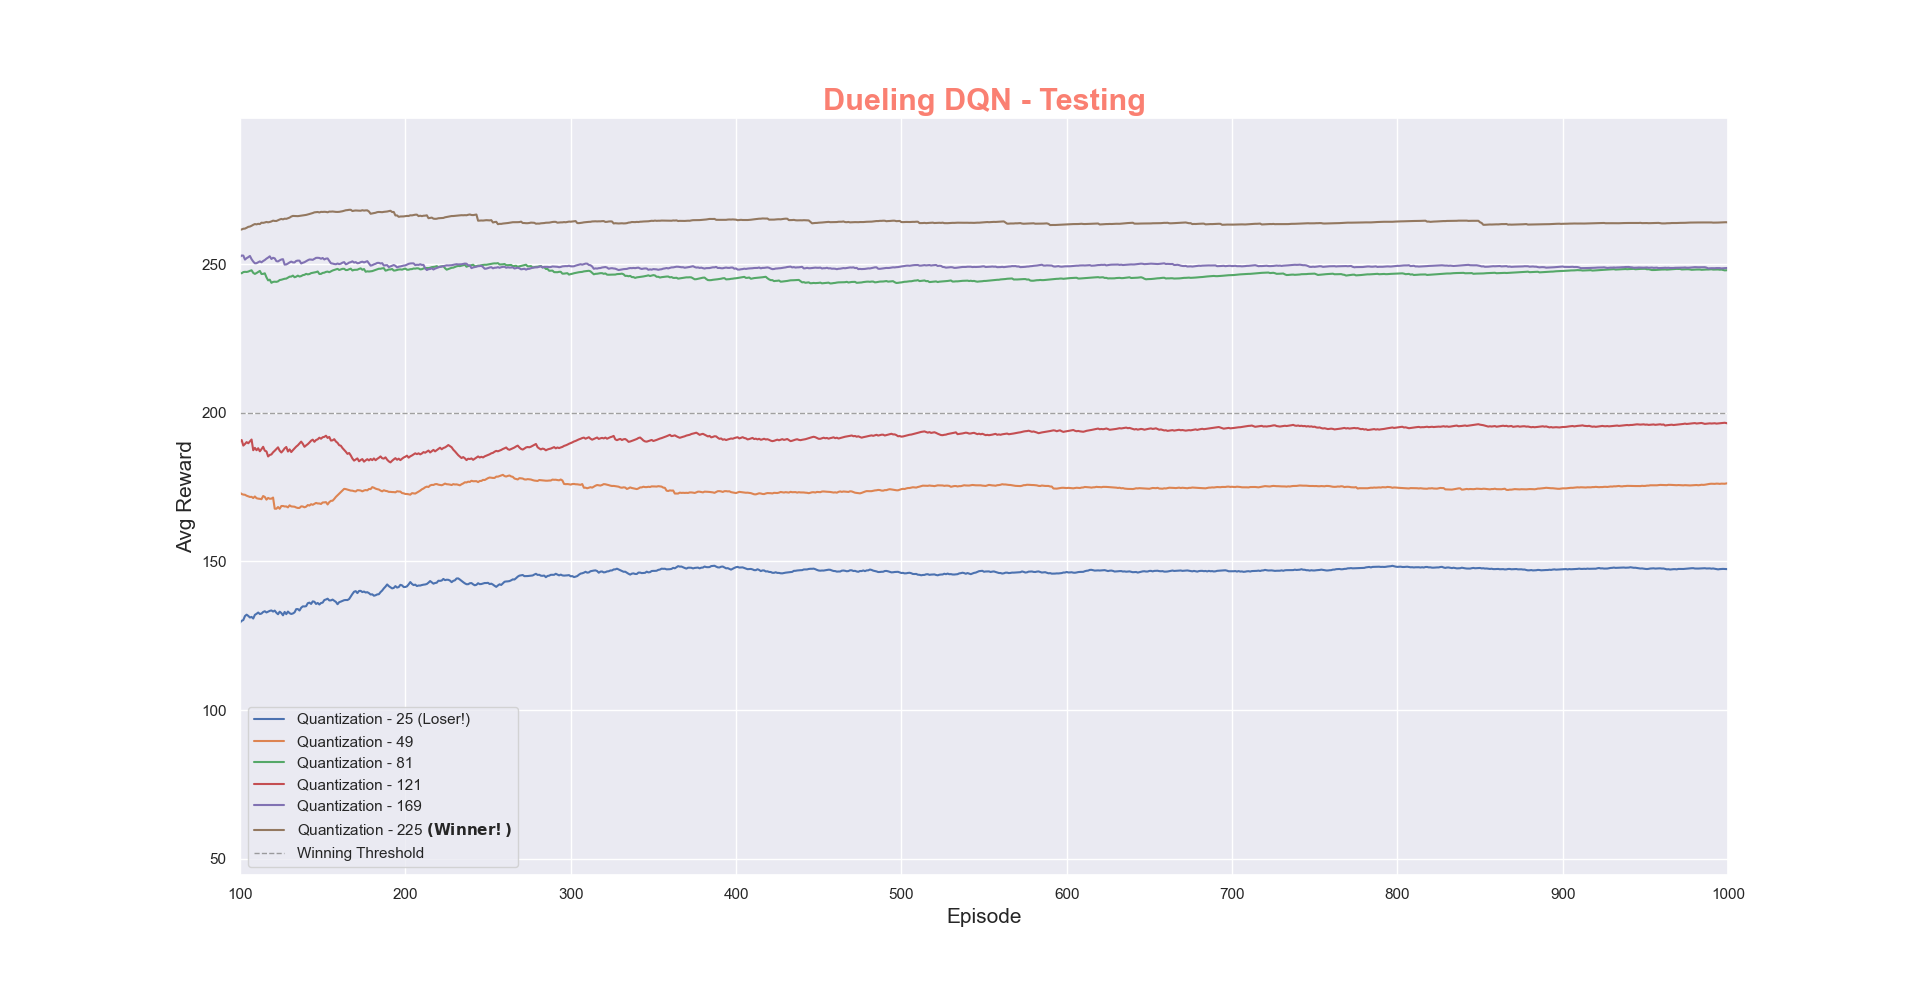 Dueling DQN - Testing
Avg Reward
250
200
150
100
50
Quantization - 25 (Loser!)
Quantization - 49
Quantization - 81
Quantization - 121
Quantization - 169
Quantization - 225 (Winner! )
Winning Threshold
100 200 300 400 500 600 700 800 900 1000
Episode